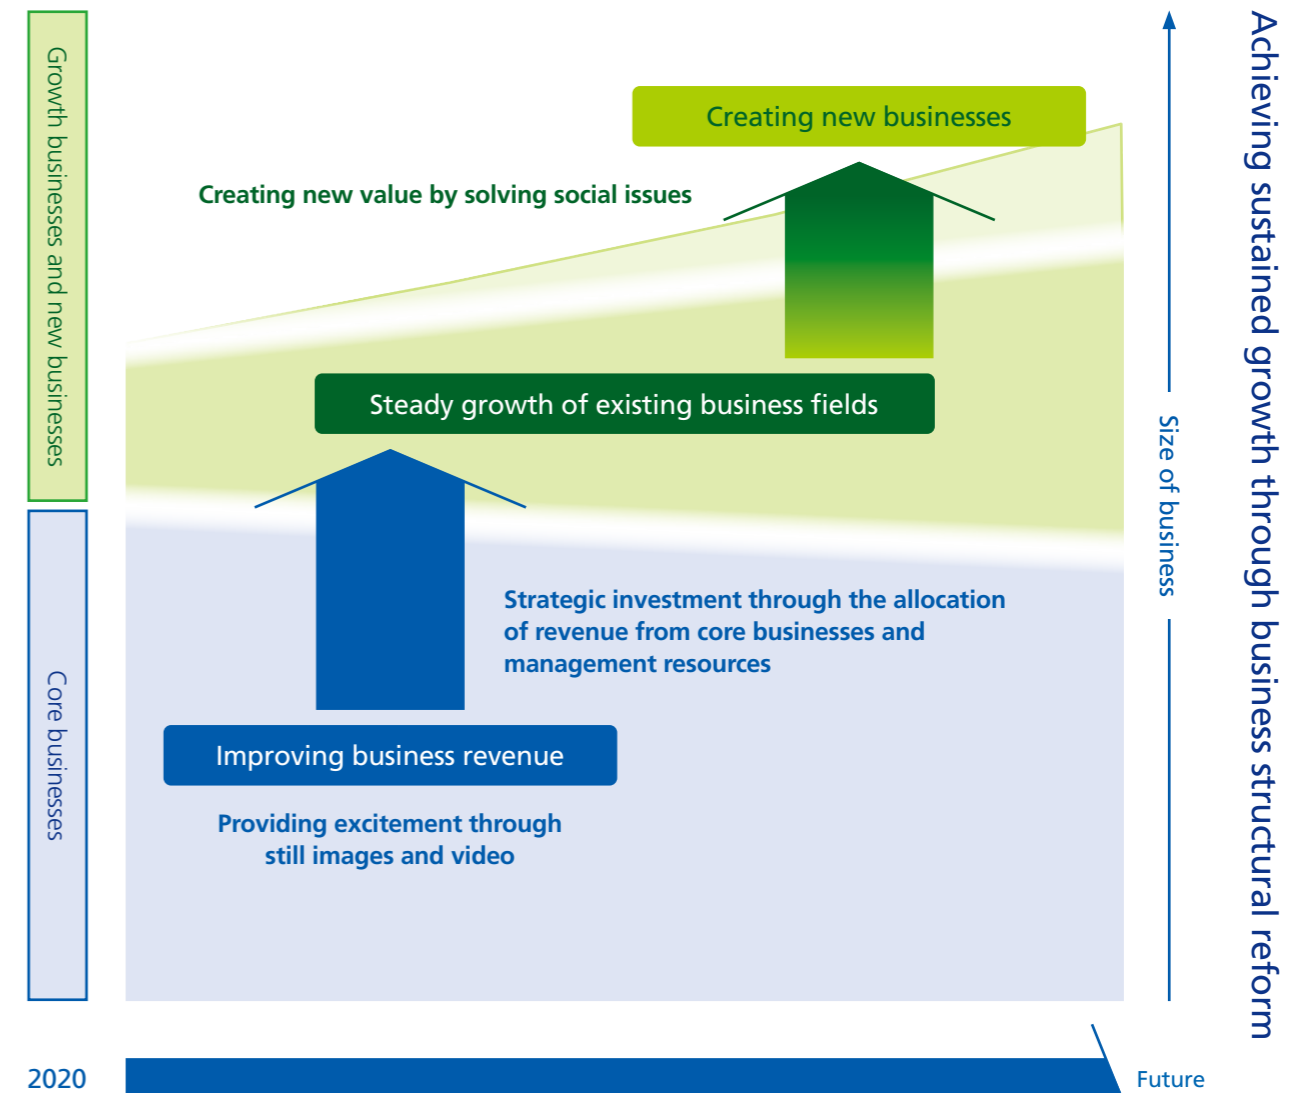 Growth businesses and new businesses
Core businesses
Creating new businesses
Creating new value by solving social issues
Steady growth of existing business fields
Strategic investment through the allocation
of revenue from core businesses and
management resources
Improving business revenue
Providing excitement through
still images and video
Size of business
Achieving sustained growth through business structural reform
2020
Future